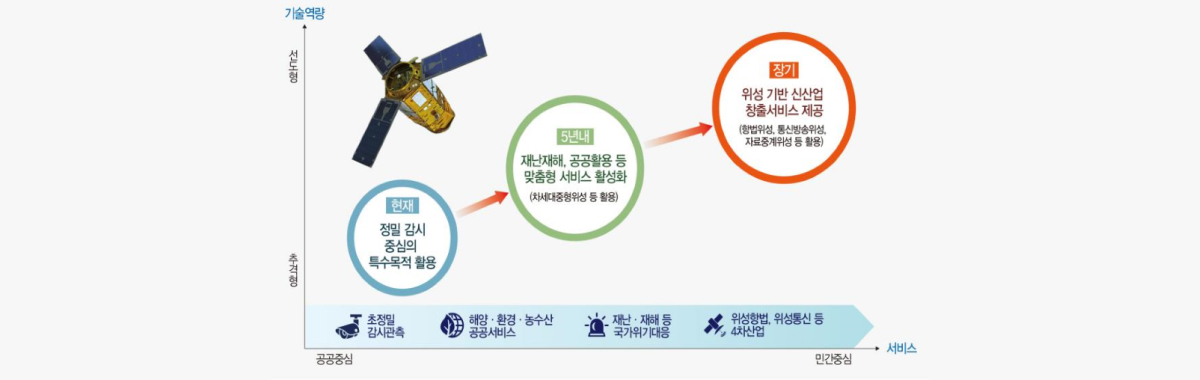 기술역량
선도형
추격형
장기
위성 기반 신산업
창출서비스 제공
(항법위성, 통신방송위성,
자료중계위성 등 활용)
5년내
재난재해, 공공활용 등
맞춤형 서비스 활성화
(차세대중형위성 등 활용)
현재
정밀 감시
중심의
특수목적 활용
초정밀
감시관측
해양·환경·농수산
공공서비스
재난·재해 등
국가위기대응
위성항법, 위성통신 등
4차산업
서비스
공공중심
민간중심